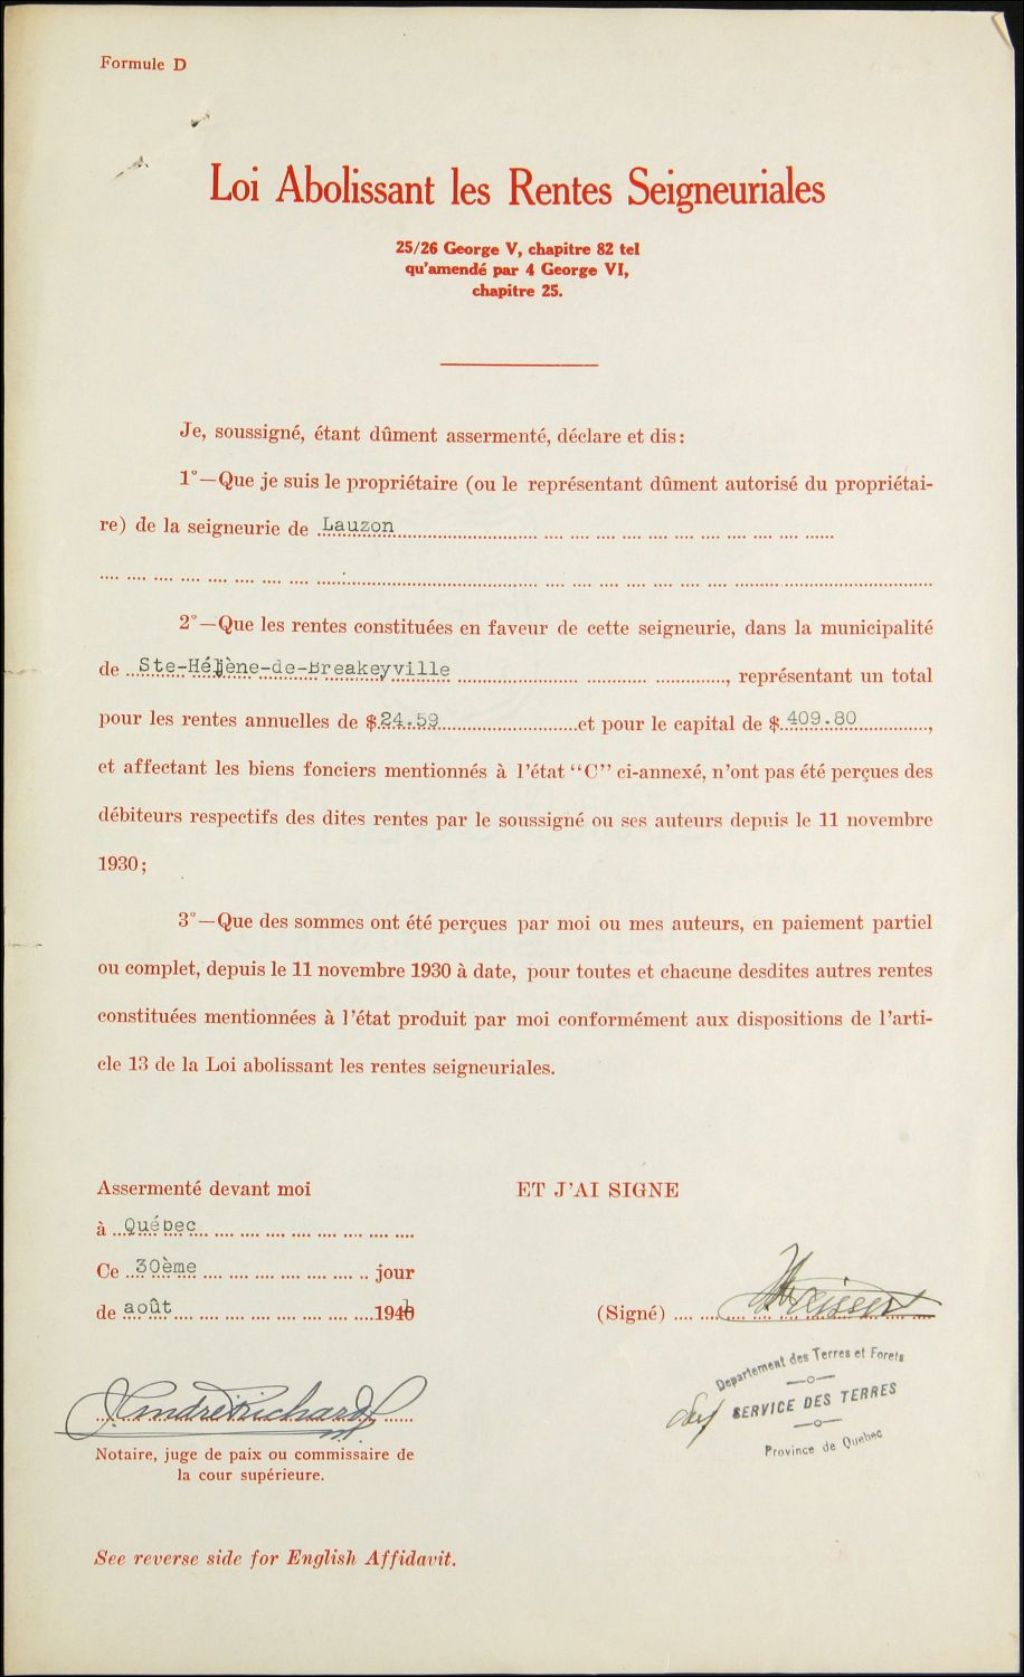 Formule D
Loi Abolissant les Rentes Seigneuriales
25/26 George V, chapitre 82 tel
qu'amendé par 4 George VI,
chapitre 25.
Je, soussigné, étant dûment assermenté, déclare et dis:
1°—Que je suis le propriétaire (ou le représentant dûment autorisé du propriétai-
re) de la seigneurie de Lauzon
2°—Que les rentes constituées en faveur de cette seigneurie, dans la municipalité
de Ste-Hélène-de-Breakeyville, représentant un total
pour les rentes annuelles de $24.59 et pour le capital de $409.80,
et affectant les biens fonciers mentionnés à l'état "C" ci-annexé, n'ont pas été perçues des
débiteurs respectifs des dites rentes par le soussigné ou ses auteurs depuis le 11 novembre
1930;
3°—Que des sommes ont été perçues par moi ou mes auteurs, en paiement partiel
ou complet, depuis le 11 novembre 1930 à date, pour toutes et chacune desdites autres rentes
constituées mentionnées à l'état produit par moi conformément aux dispositions de l'arti-
cle 13 de la Loi abolissant les rentes seigneuriales.
Assermenté devant moi
à Québec
Ce 30ème jour
de août 1946
ET J'AI SIGNE
(Signé)
Departement des Terres et Forets
SERVICE DES TERRES
Province de Quebec
J. André Richard
Notaire, juge de paix ou commissaire de
la cour supérieure.
See reverse side for English Affidavit.